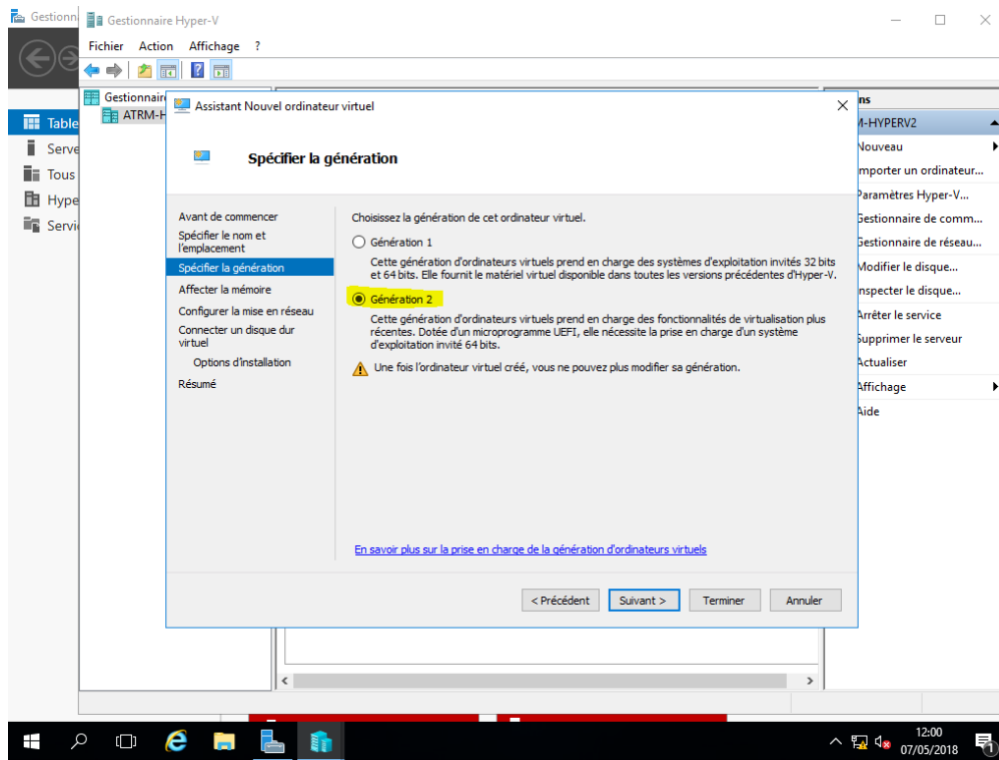 Gestionn
Gestionnaire Hyper-V
Fichier Action Affichage ?
Gestionnair
ATRM-H
Table
Serve
Tous
Hype
Servi
Assistant Nouvel ordinateur virtuel
Spécifier la génération
Avant de commencer
Spécifier le nom et
l'emplacement
Spécifier la génération
Affecter la mémoire
Configurer la mise en réseau
Connecter un disque dur
virtuel
Options d'installation
Résumé
Choisissez la génération de cet ordinateur virtuel.
Génération 1
Cette génération d'ordinateurs virtuels prend en charge des systèmes d'exploitation invités 32 bits
et 64 bits. Elle fournit le matériel virtuel disponible dans toutes les versions précédentes d'Hyper-V.
Génération 2
Cette génération d'ordinateurs virtuels prend en charge des fonctionnalités de virtualisation plus
récentes. Dotée d'un microprogramme UEFI, elle nécessite la prise en charge d'un système
d'exploitation invité 64 bits.
Une fois l'ordinateur virtuel créé, vous ne pouvez plus modifier sa génération.
En savoir plus sur la prise en charge de la génération d'ordinateurs virtuels
< Précédent Suivant > Terminer Annuler
ns
M-HYPERV2
Nouveau
mporter un ordinateur...
Paramètres Hyper-V...
Gestionnaire de comm...
Gestionnaire de réseau...
Modifier le disque...
nspecter le disque...
Arrêter le service
Supprimer le serveur
Actualiser
Affichage
Aide
12:00
07/05/2018
1